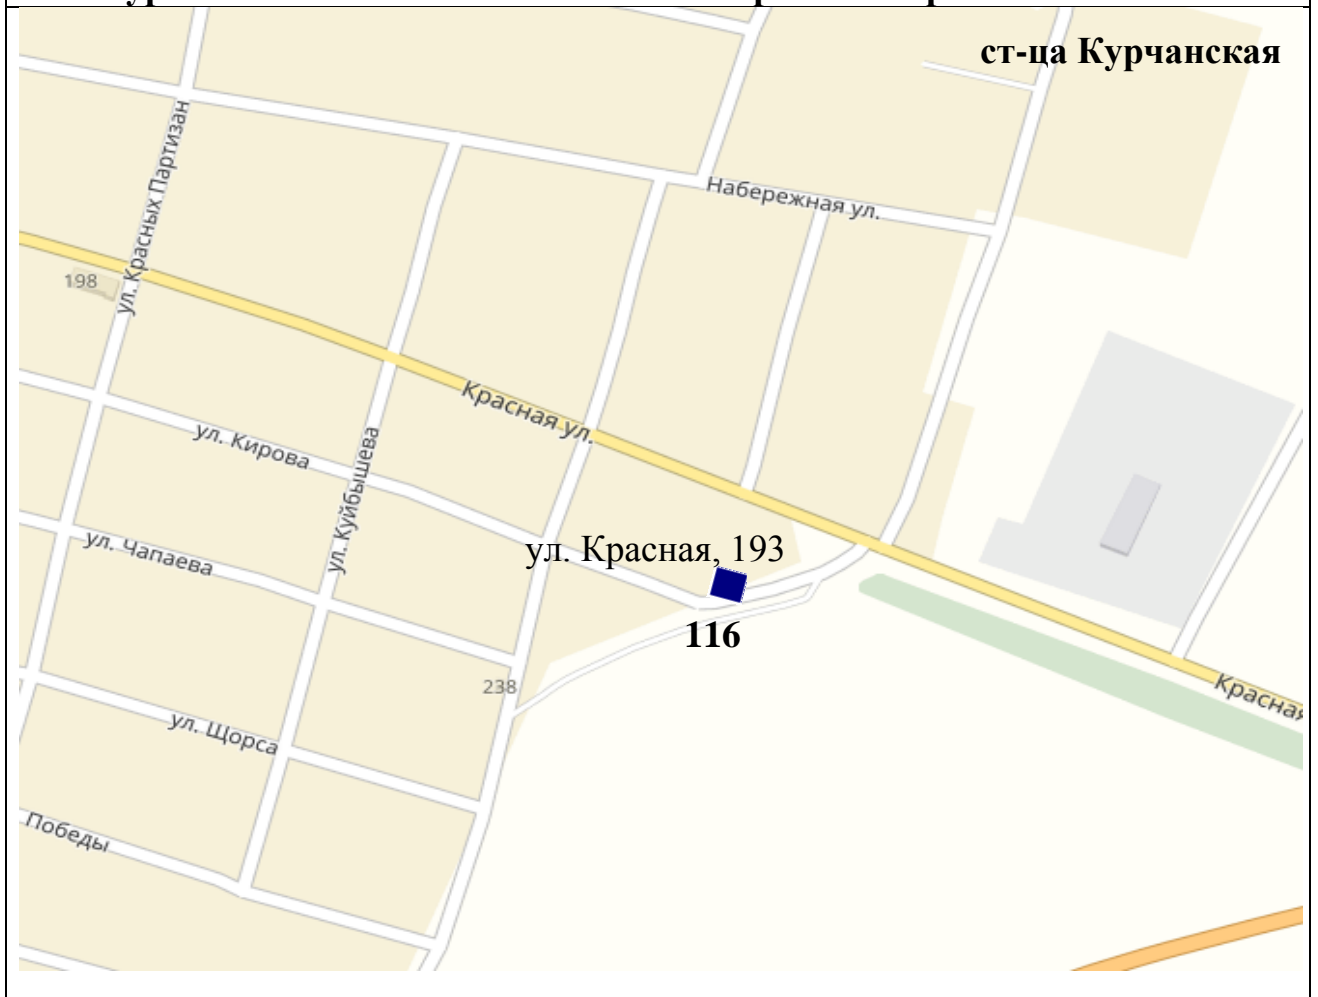 ст-ца Курчанская
ул. Красных Партизан
Набережная ул.
198
Красная ул.
ул. Кирова
ул. Куйбышева
ул. Чапаева
ул. Красная, 193
116
238
Красная
ул. Щорса
Победы